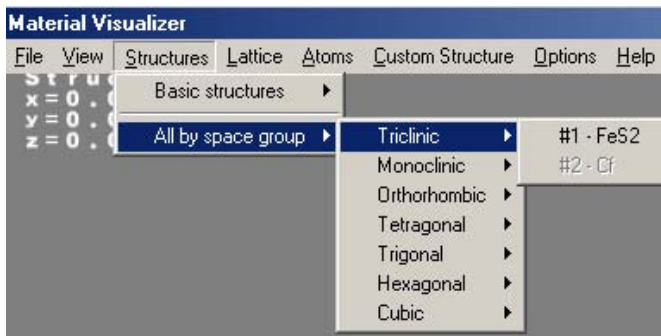 Material Visualizer
File View Structures Lattice Atoms Custom Structure Options Help
x=0.
y=0.
z=0.
Basic structures
All by space group
Triclinic
Monoclinic
Orthorhombic
Tetragonal
Trigonal
Hexagonal
Cubic
#1 - FeS2
#2 - Cf